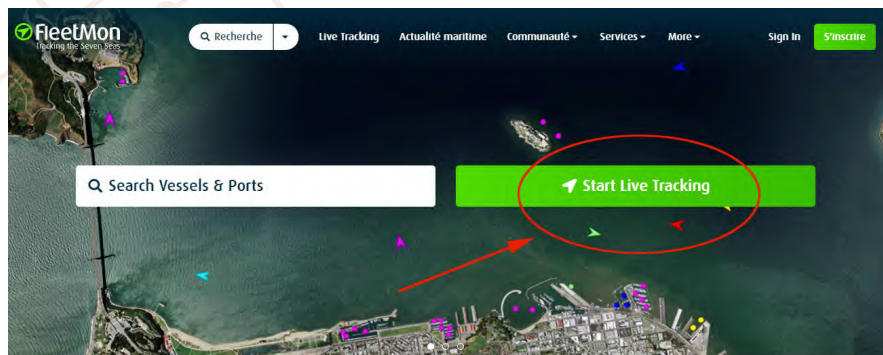 FleetMon
Tracking the Seven Seas
Recherche
Live Tracking
Actualité maritime
Communauté
Services
More
Sign In
S'inscrire
Search Vessels & Ports
Start Live Tracking